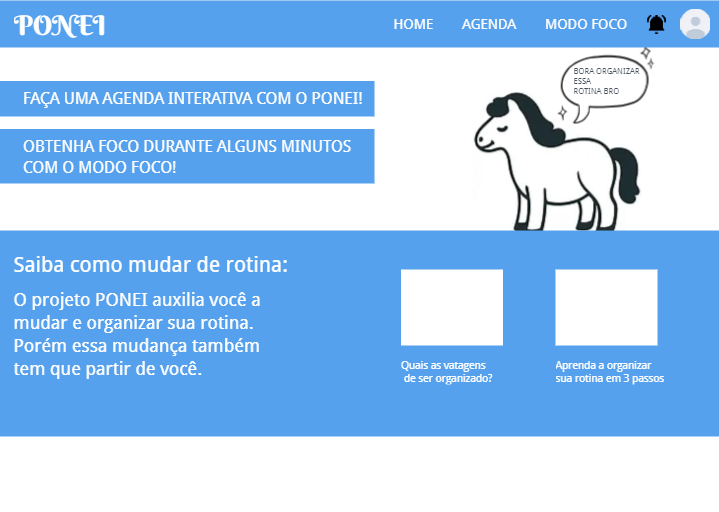 PONEI
HOME
AGENDA
MODO FOCO
FAÇA UMA AGENDA INTERATIVA COM O PONEI!
OBTENHA FOCO DURANTE ALGUNS MINUTOS
COM O MODO FOCO!
BORA ORGANIZAR
ESSA
ROTINA BRO
Saiba como mudar de rotina:
O projeto PONEI auxilia você a
mudar e organizar sua rotina.
Porém essa mudança também
tem que partir de você.
Quais as vatagens
de ser organizado?
Aprenda a organizar
sua rotina em 3 passos